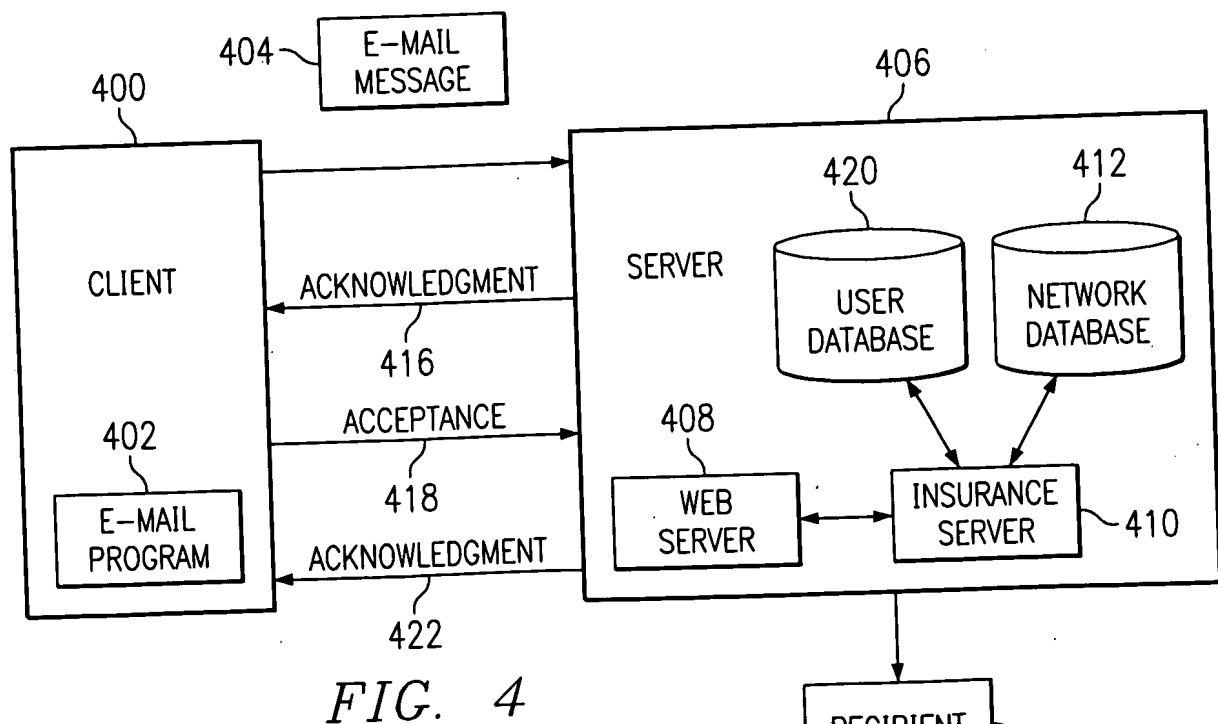 404
E-MAIL
MESSAGE
400
406
420
412
CLIENT
SERVER
ACKNOWLEDGMENT
416
USER
DATABASE
NETWORK
DATABASE
ACCEPTANCE
418
402
E-MAIL
PROGRAM
408
WEB
SERVER
INSURANCE
SERVER
410
ACKNOWLEDGMENT
422
FIG. 4
RECIPIENT